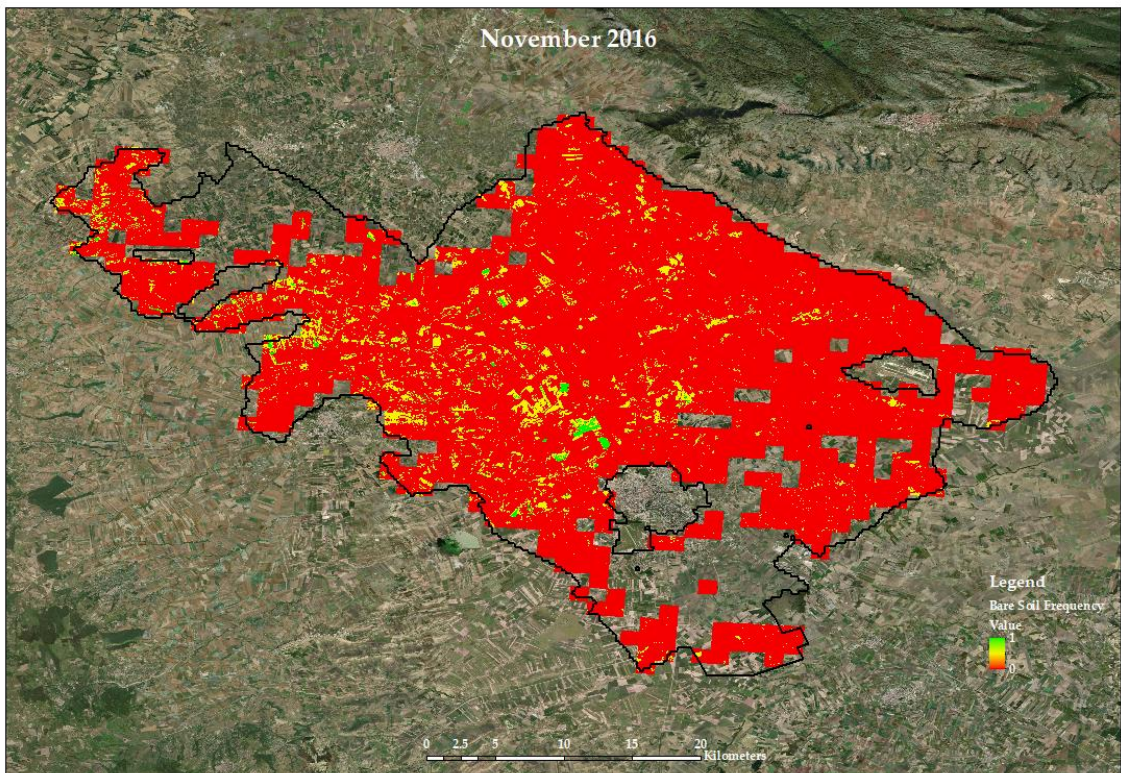 November 2016
Legend
Bare Soil Frequency
Value
1
0
0 2.5 5 10 15 20
Kilometers